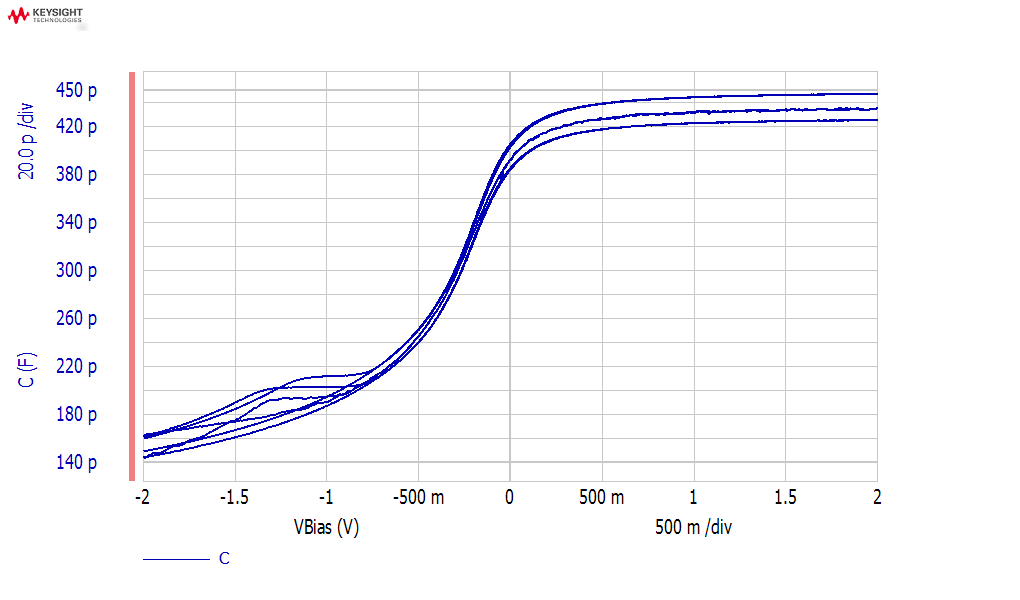 KEYSIGHT
TECHNOLOGIES
20.0 p /div
C (F)
450 p
420 p
380 p
340 p
300 p
260 p
220 p
180 p
140 p
-2 -1.5 -1 -500 m 0 500 m 1 1.5 2
VBias (V) 500 m /div
C